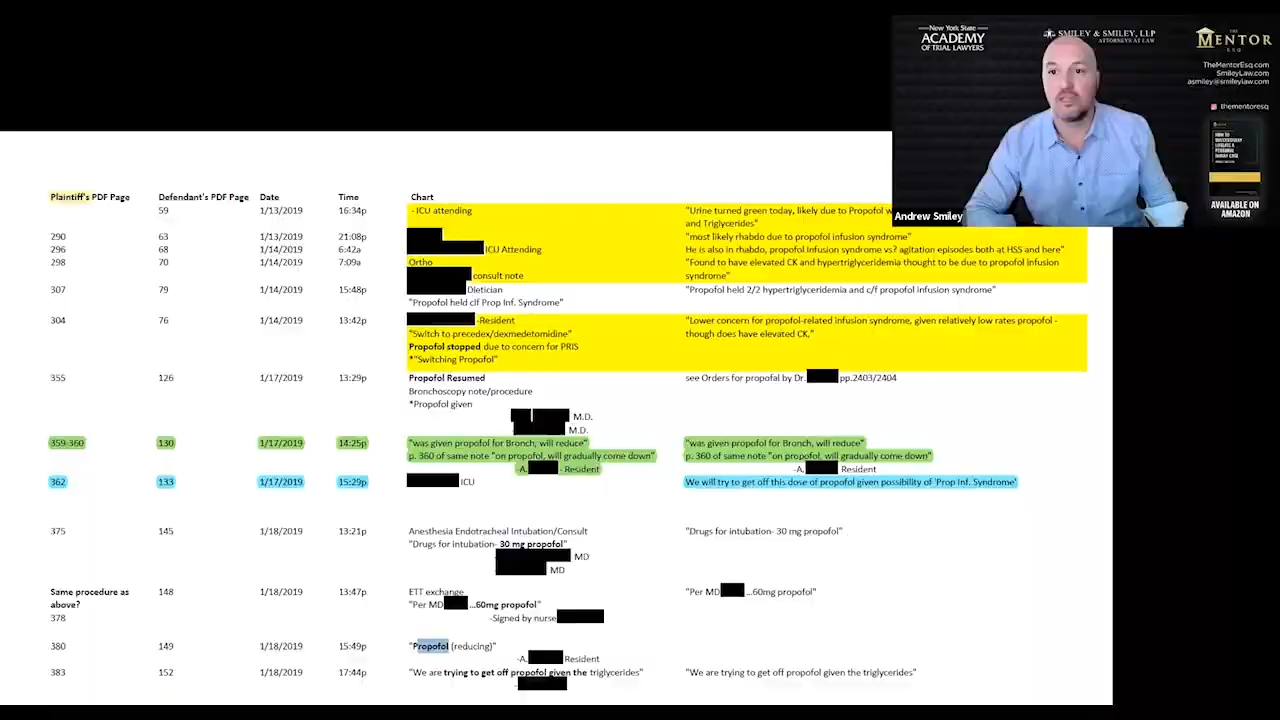 New York State
ACADEMY
OF TRIAL LAWYERS
SMILEY & SMILEY, LLP
ATTORNEYS AT LAW
THE
MENTOR
ESQ
TheMentorEsq.com
SmileyLaw.com
asmiley@smileylaw.com
thementoresq
HOW TO
SUCCESSFULLY
LITIGATE A
PERSONAL
INJURY CASE
AVAILABLE ON
AMAZON
Andrew Smiley
Plaintiff's PDF Page Defendant's PDF Page Date Time Chart
59 1/13/2019 16:34p - ICU attending "Urine turned green today, likely due to Propofol w
and Triglycerides"
290 63 1/13/2019 21:08p "most likely rhabdo due to propofol infusion syndrome"
296 68 1/14/2019 6:42a ICU Attending He is also in rhabdo, propofol infusion syndrome vs? agitation episodes both at HSS and here"
298 70 1/14/2019 7:09a Ortho "Found to have elevated CK and hypertriglyceridemia thought to be due to propofol infusion
consult note syndrome"
307 79 1/14/2019 15:48p Dietician "Propofol held 2/2 hypertriglyceridemia and c/f propofol infusion syndrome"
"Propofol held clf Prop Inf. Syndrome"
304 76 1/14/2019 13:42p -Resident "Lower concern for propofol-related infusion syndrome, given relatively low rates propofol -
"Switch to precedex/dexmedetomidine" though does have elevated CK,"
Propofol stopped due to concern for PRIS
*"Switching Propofol"
355 126 1/17/2019 13:29p Propofol Resumed see Orders for propofal by Dr. pp.2403/2404
Bronchoscopy note/procedure
*Propofol given
M.D.
M.D.
359-360 130 1/17/2019 14:25p "was given propofol for Bronch, will reduce" "was given propofol for Bronch, will reduce"
p. 360 of same note "on propofol, will gradually come down" p. 360 of same note "on propofol, will gradually come down"
-A. - Resident -A. Resident
362 133 1/17/2019 15:29p ICU We will try to get off this dose of propofol given possibility of 'Prop Inf. Syndrome'
375 145 1/18/2019 13:21p Anesthesia Endotracheal Intubation/Consult "Drugs for intubation- 30 mg propofol"
"Drugs for intubation- 30 mg propofol"
- MD
- MD
Same procedure as 148 1/18/2019 13:47p ETT exchange "Per MD ...60mg propofol"
above? "Per MD ...60mg propofol"
378 -Signed by nurse
380 149 1/18/2019 15:49p "Propofol (reducing)"
-A. Resident
383 152 1/18/2019 17:44p "We are trying to get off propofol given the triglycerides" "We are trying to get off propofol given the triglycerides"
-